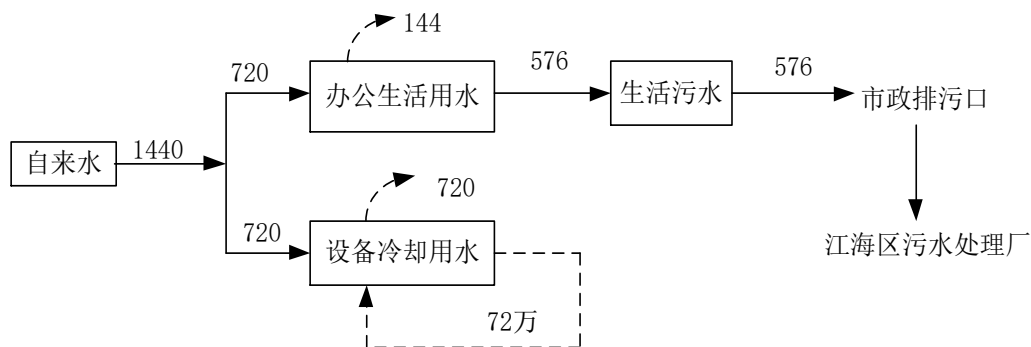 144
720
办公生活用水
576
生活污水
576
市政排污口
自来水
1440
720
720
设备冷却用水
江海区污水处理厂
72万